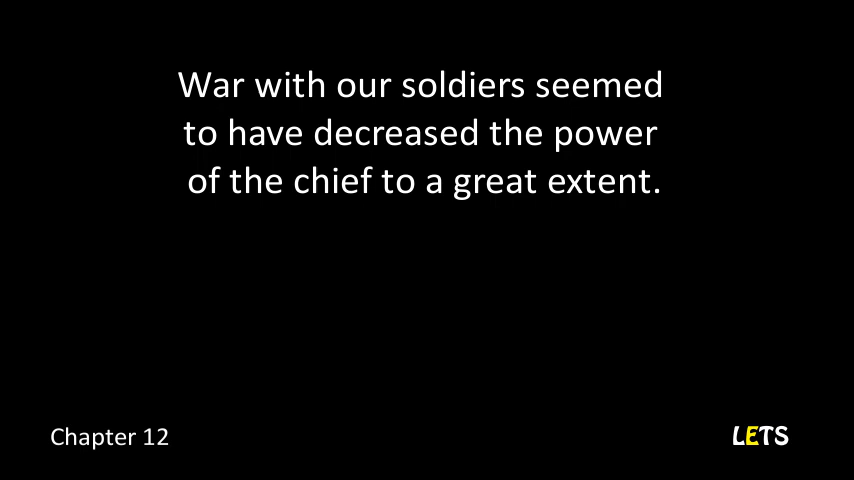 War with our soldiers seemed
to have decreased the power
of the chief to a great extent.
Chapter 12
LETS